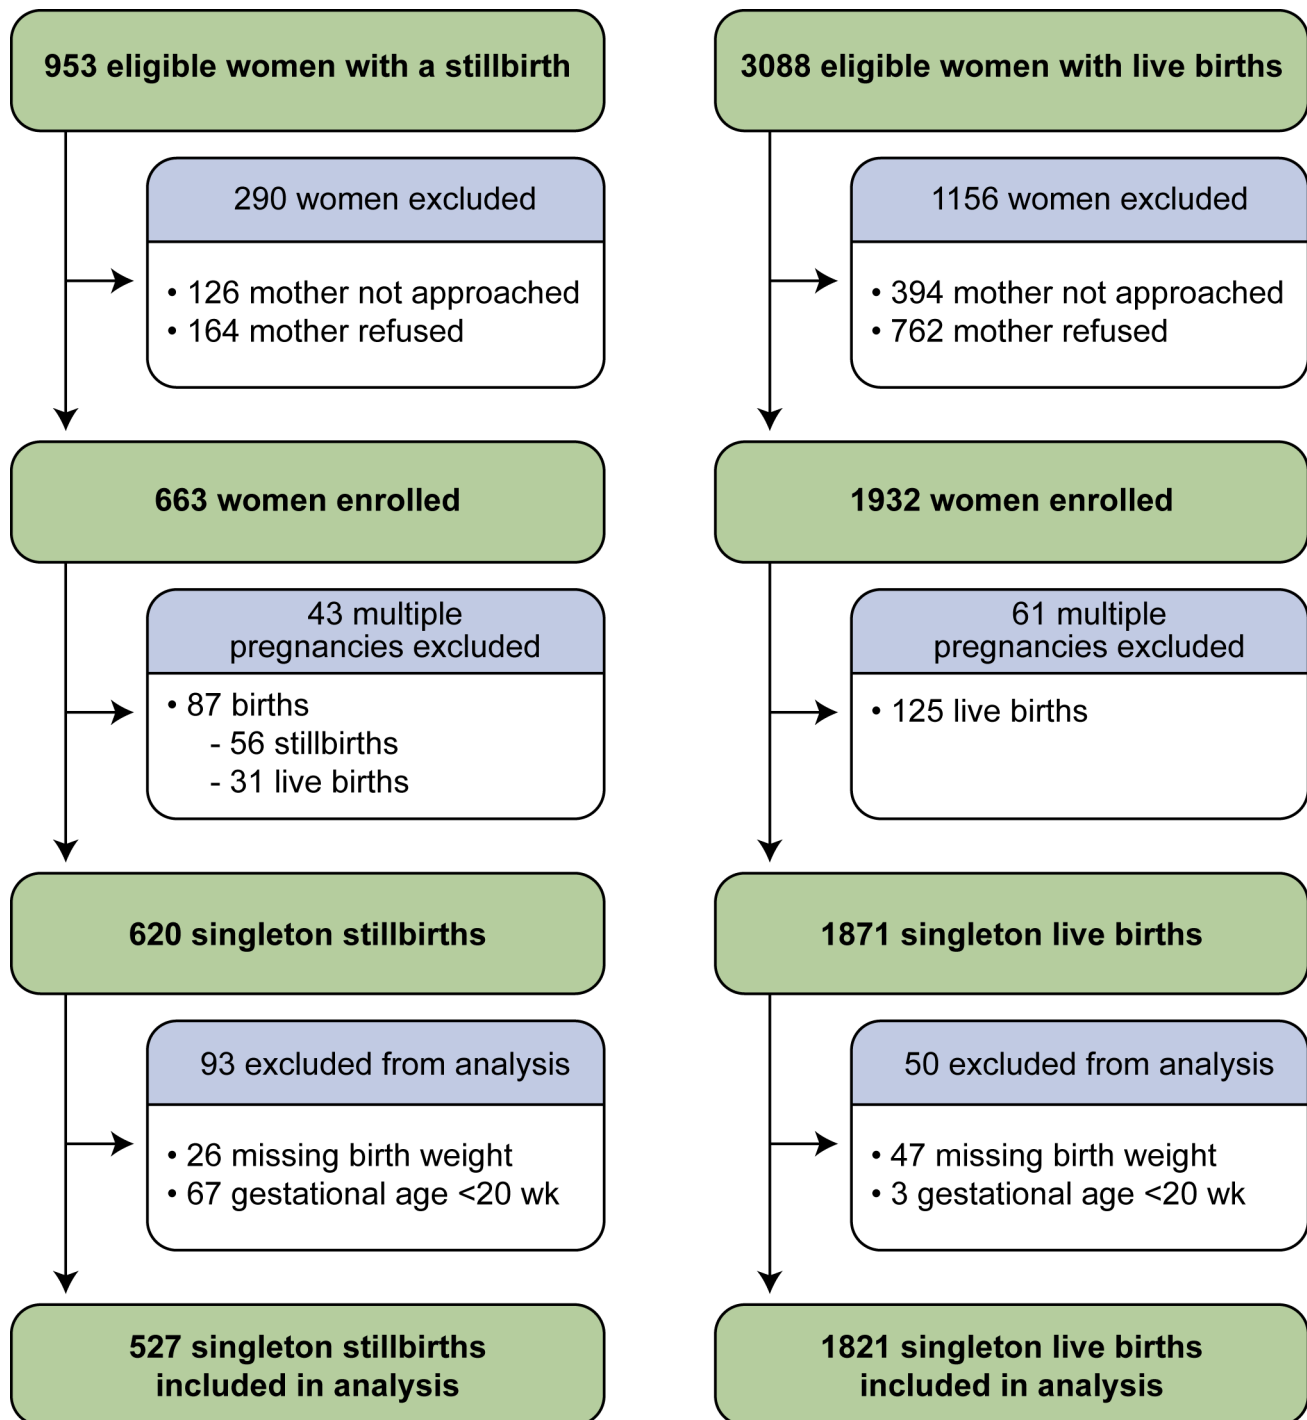 953 eligible women with a stillbirth
290 women excluded
• 126 mother not approached
• 164 mother refused
663 women enrolled
43 multiple
pregnancies excluded
• 87 births
- 56 stillbirths
- 31 live births
620 singleton stillbirths
93 excluded from analysis
• 26 missing birth weight
• 67 gestational age <20 wk
527 singleton stillbirths
included in analysis
3088 eligible women with live births
1156 women excluded
• 394 mother not approached
• 762 mother refused
1932 women enrolled
61 multiple
pregnancies excluded
• 125 live births
1871 singleton live births
50 excluded from analysis
• 47 missing birth weight
• 3 gestational age <20 wk
1821 singleton live births
included in analysis